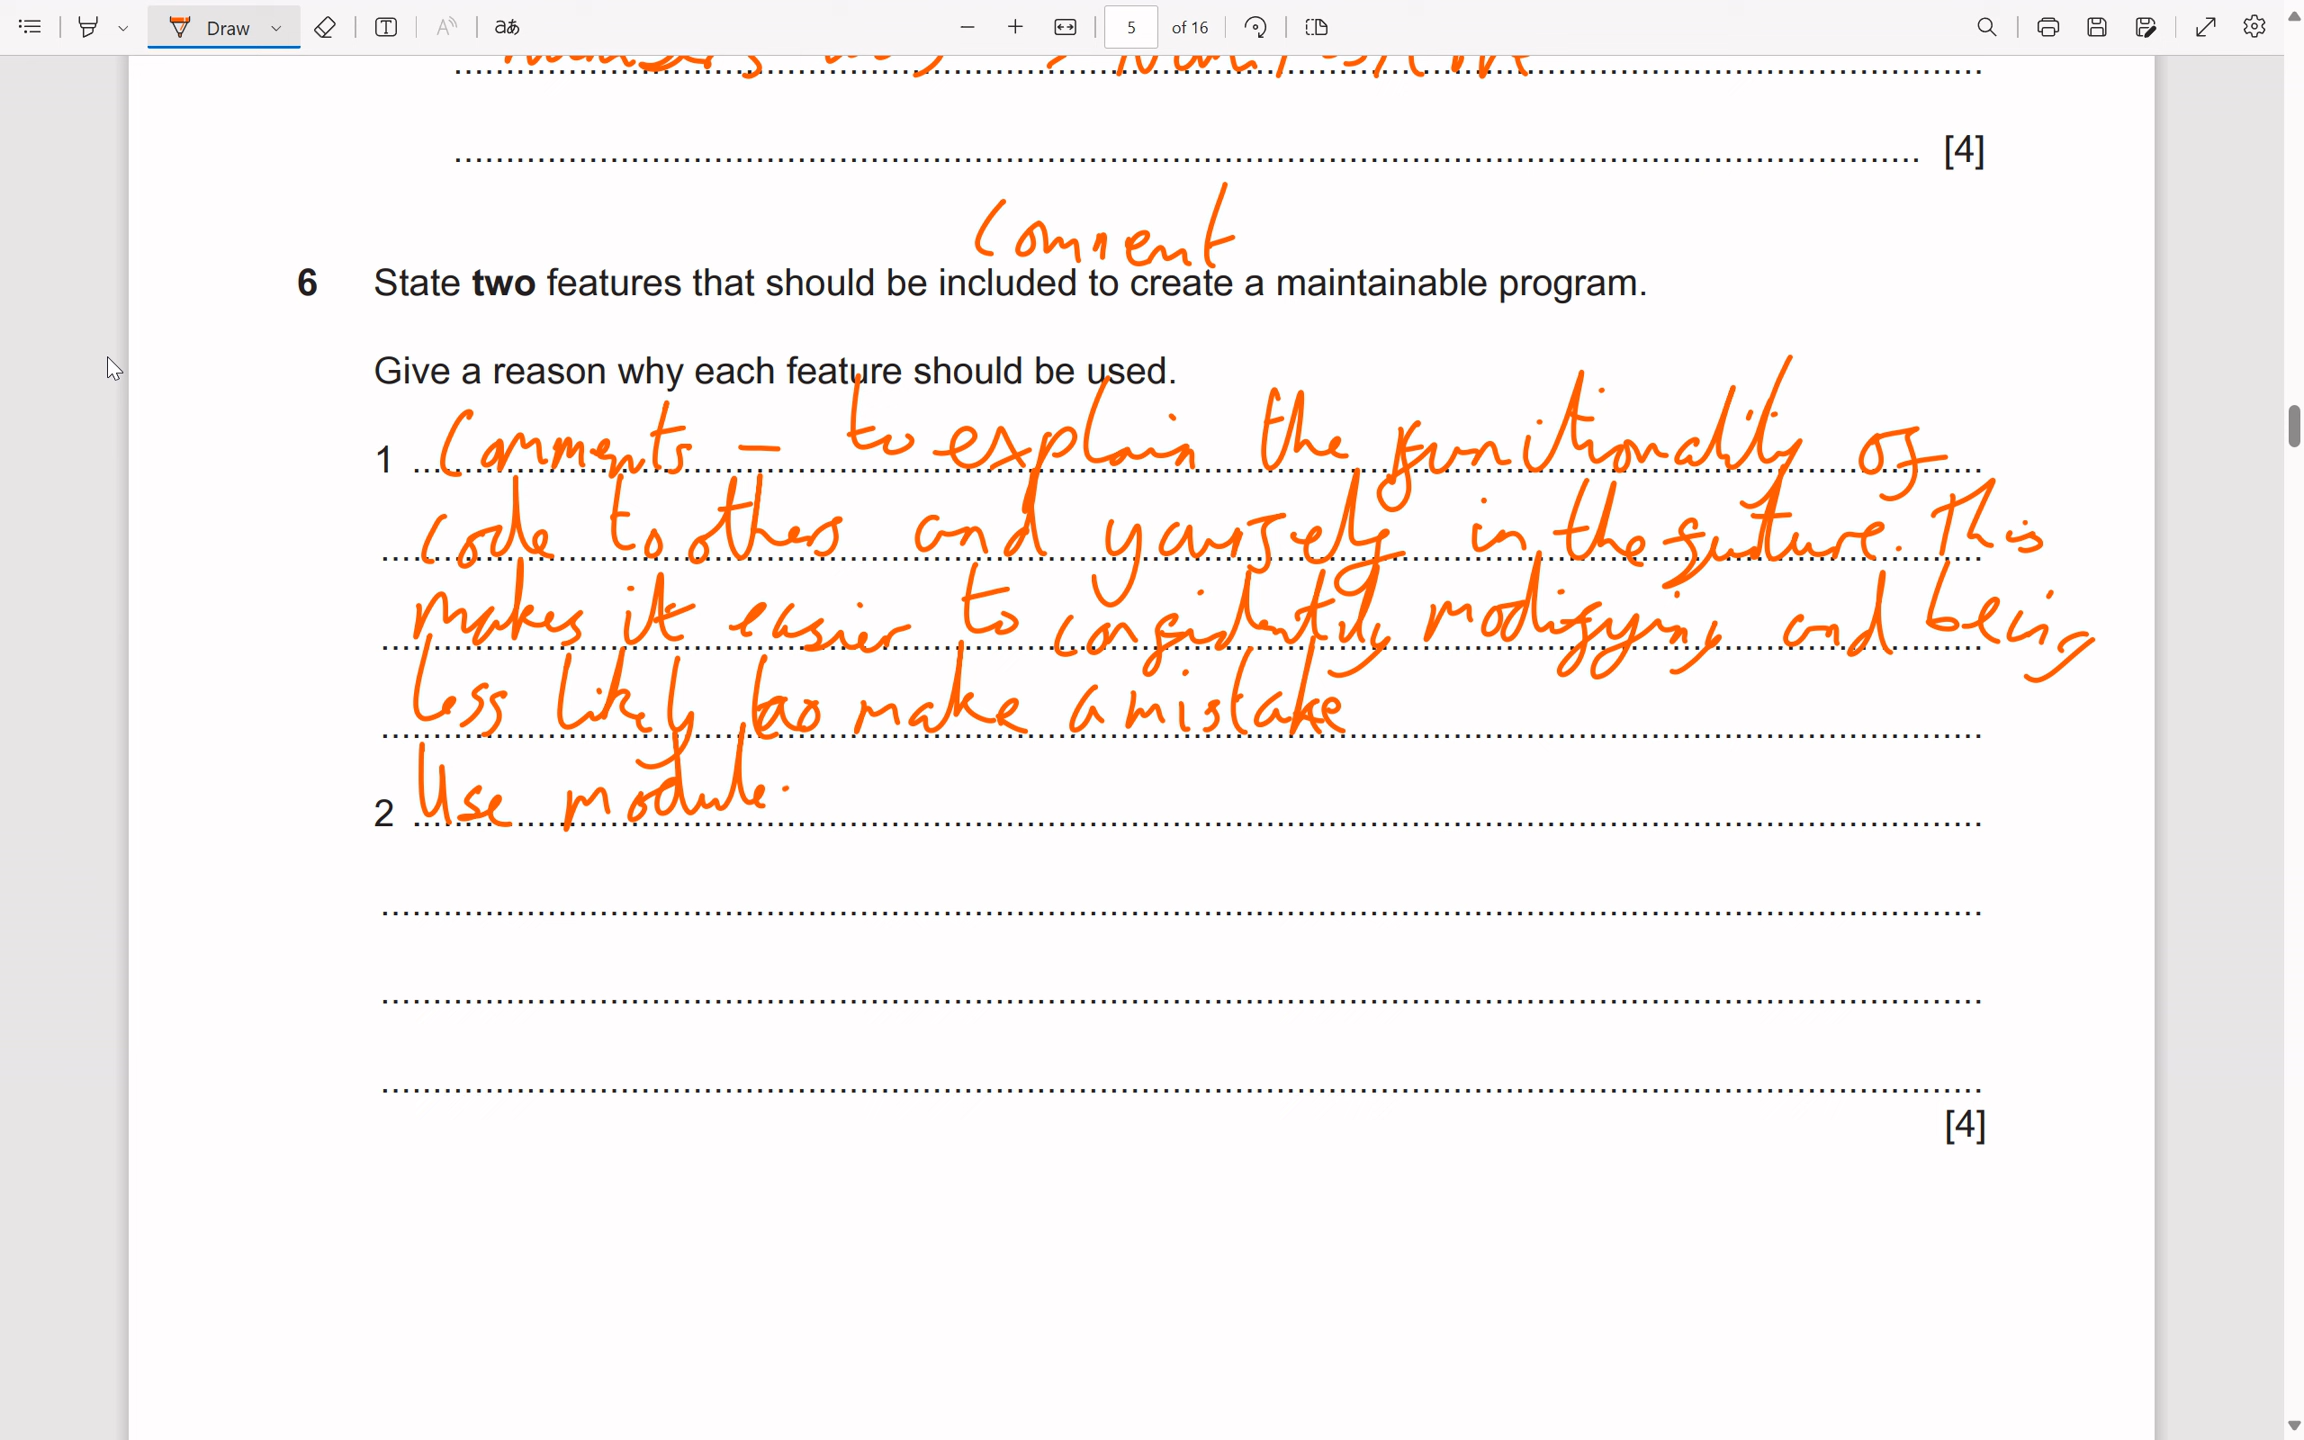 Draw
5 of 16
[4]
Comment
6 State two features that should be included to create a maintainable program.
Give a reason why each feature should be used.
1 Comments – to explain the functionality of
code to others and yourself in the future. This
makes it easier to confidently modifying and being
less likely to make a mistake
2 Use module.
[4]